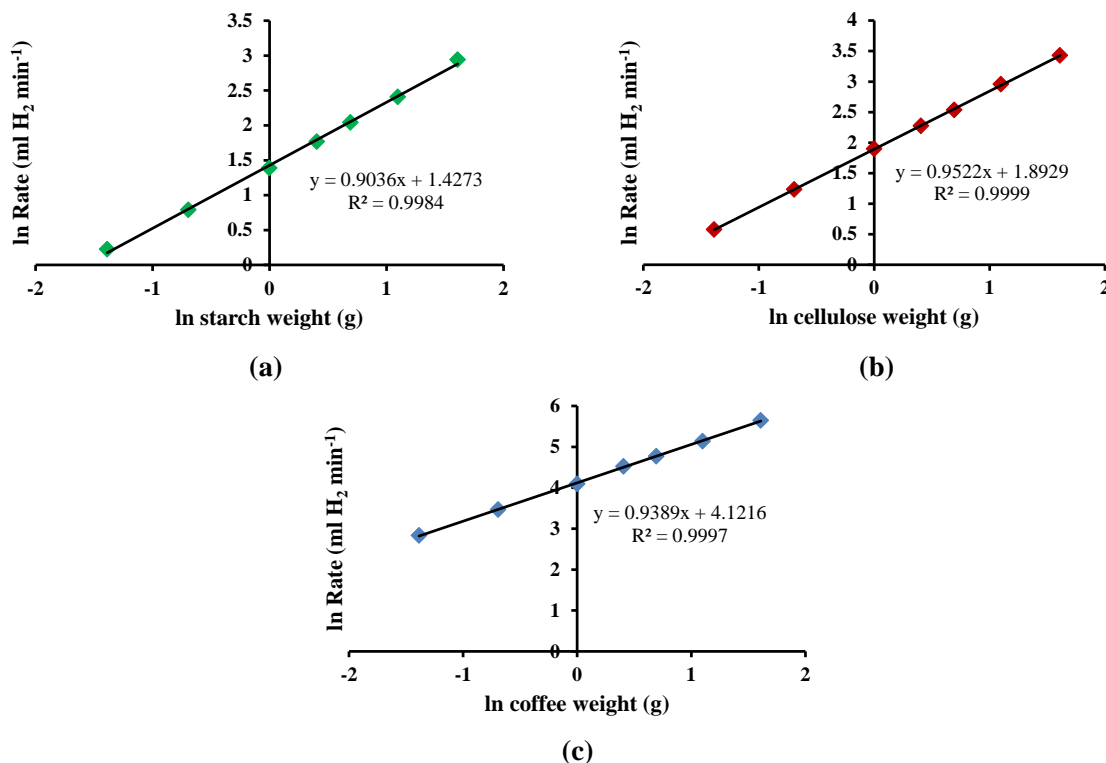 3.5
3
2.5
2
1.5
1
0.5
0
-2
-1
0
1
2
ln Rate (ml H₂ min⁻¹)
y = 0.9036x + 1.4273
R² = 0.9984
ln starch weight (g)
(a)
4
3.5
3
2.5
2
1.5
1
0.5
0
-2
-1
0
1
2
ln Rate (ml H₂ min⁻¹)
y = 0.9522x + 1.8929
R² = 0.9999
ln cellulose weight (g)
(b)
6
5
4
3
2
1
0
-2
-1
0
1
2
ln Rate (ml H₂ min⁻¹)
y = 0.9389x + 4.1216
R² = 0.9997
ln coffee weight (g)
(c)